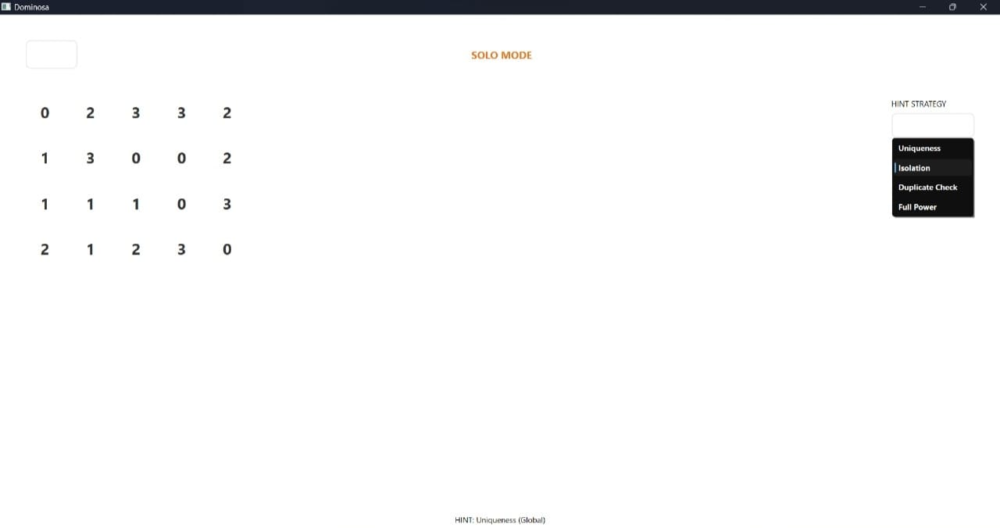 Dominosa
SOLO MODE
0 2 3 3 2
1 3 0 0 2
1 1 1 0 3
2 1 2 3 0
HINT STRATEGY
Uniqueness
Isolation
Duplicate Check
Full Power
HINT: Uniqueness (Global)